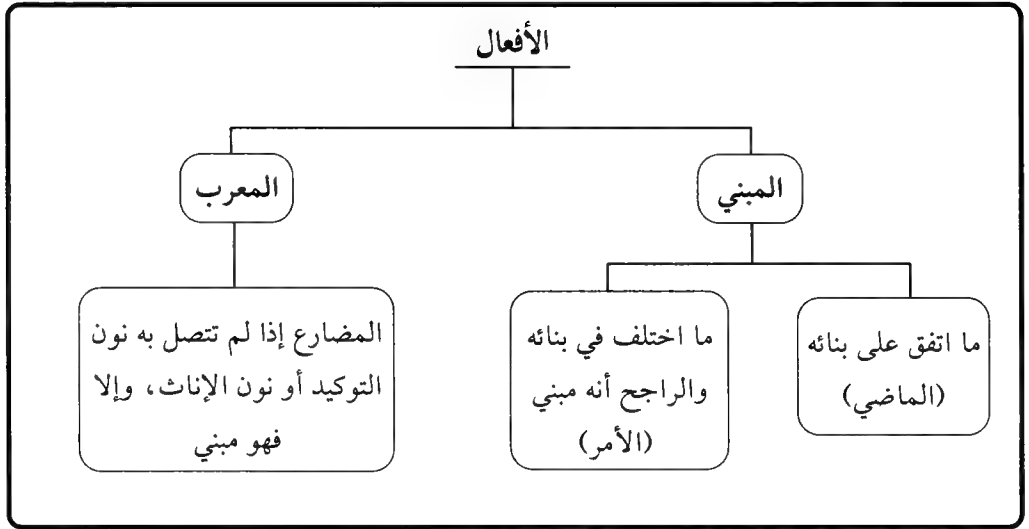 الأفعال
المبني
المعرب
ما اتفق على بنائه
(الماضي)
ما اختلف في بنائه
والراجح أنه مبني
(الأمر)
المضارع إذا لم تتصل به نون
التوكيد أو نون الإناث، وإلا
فهو مبني